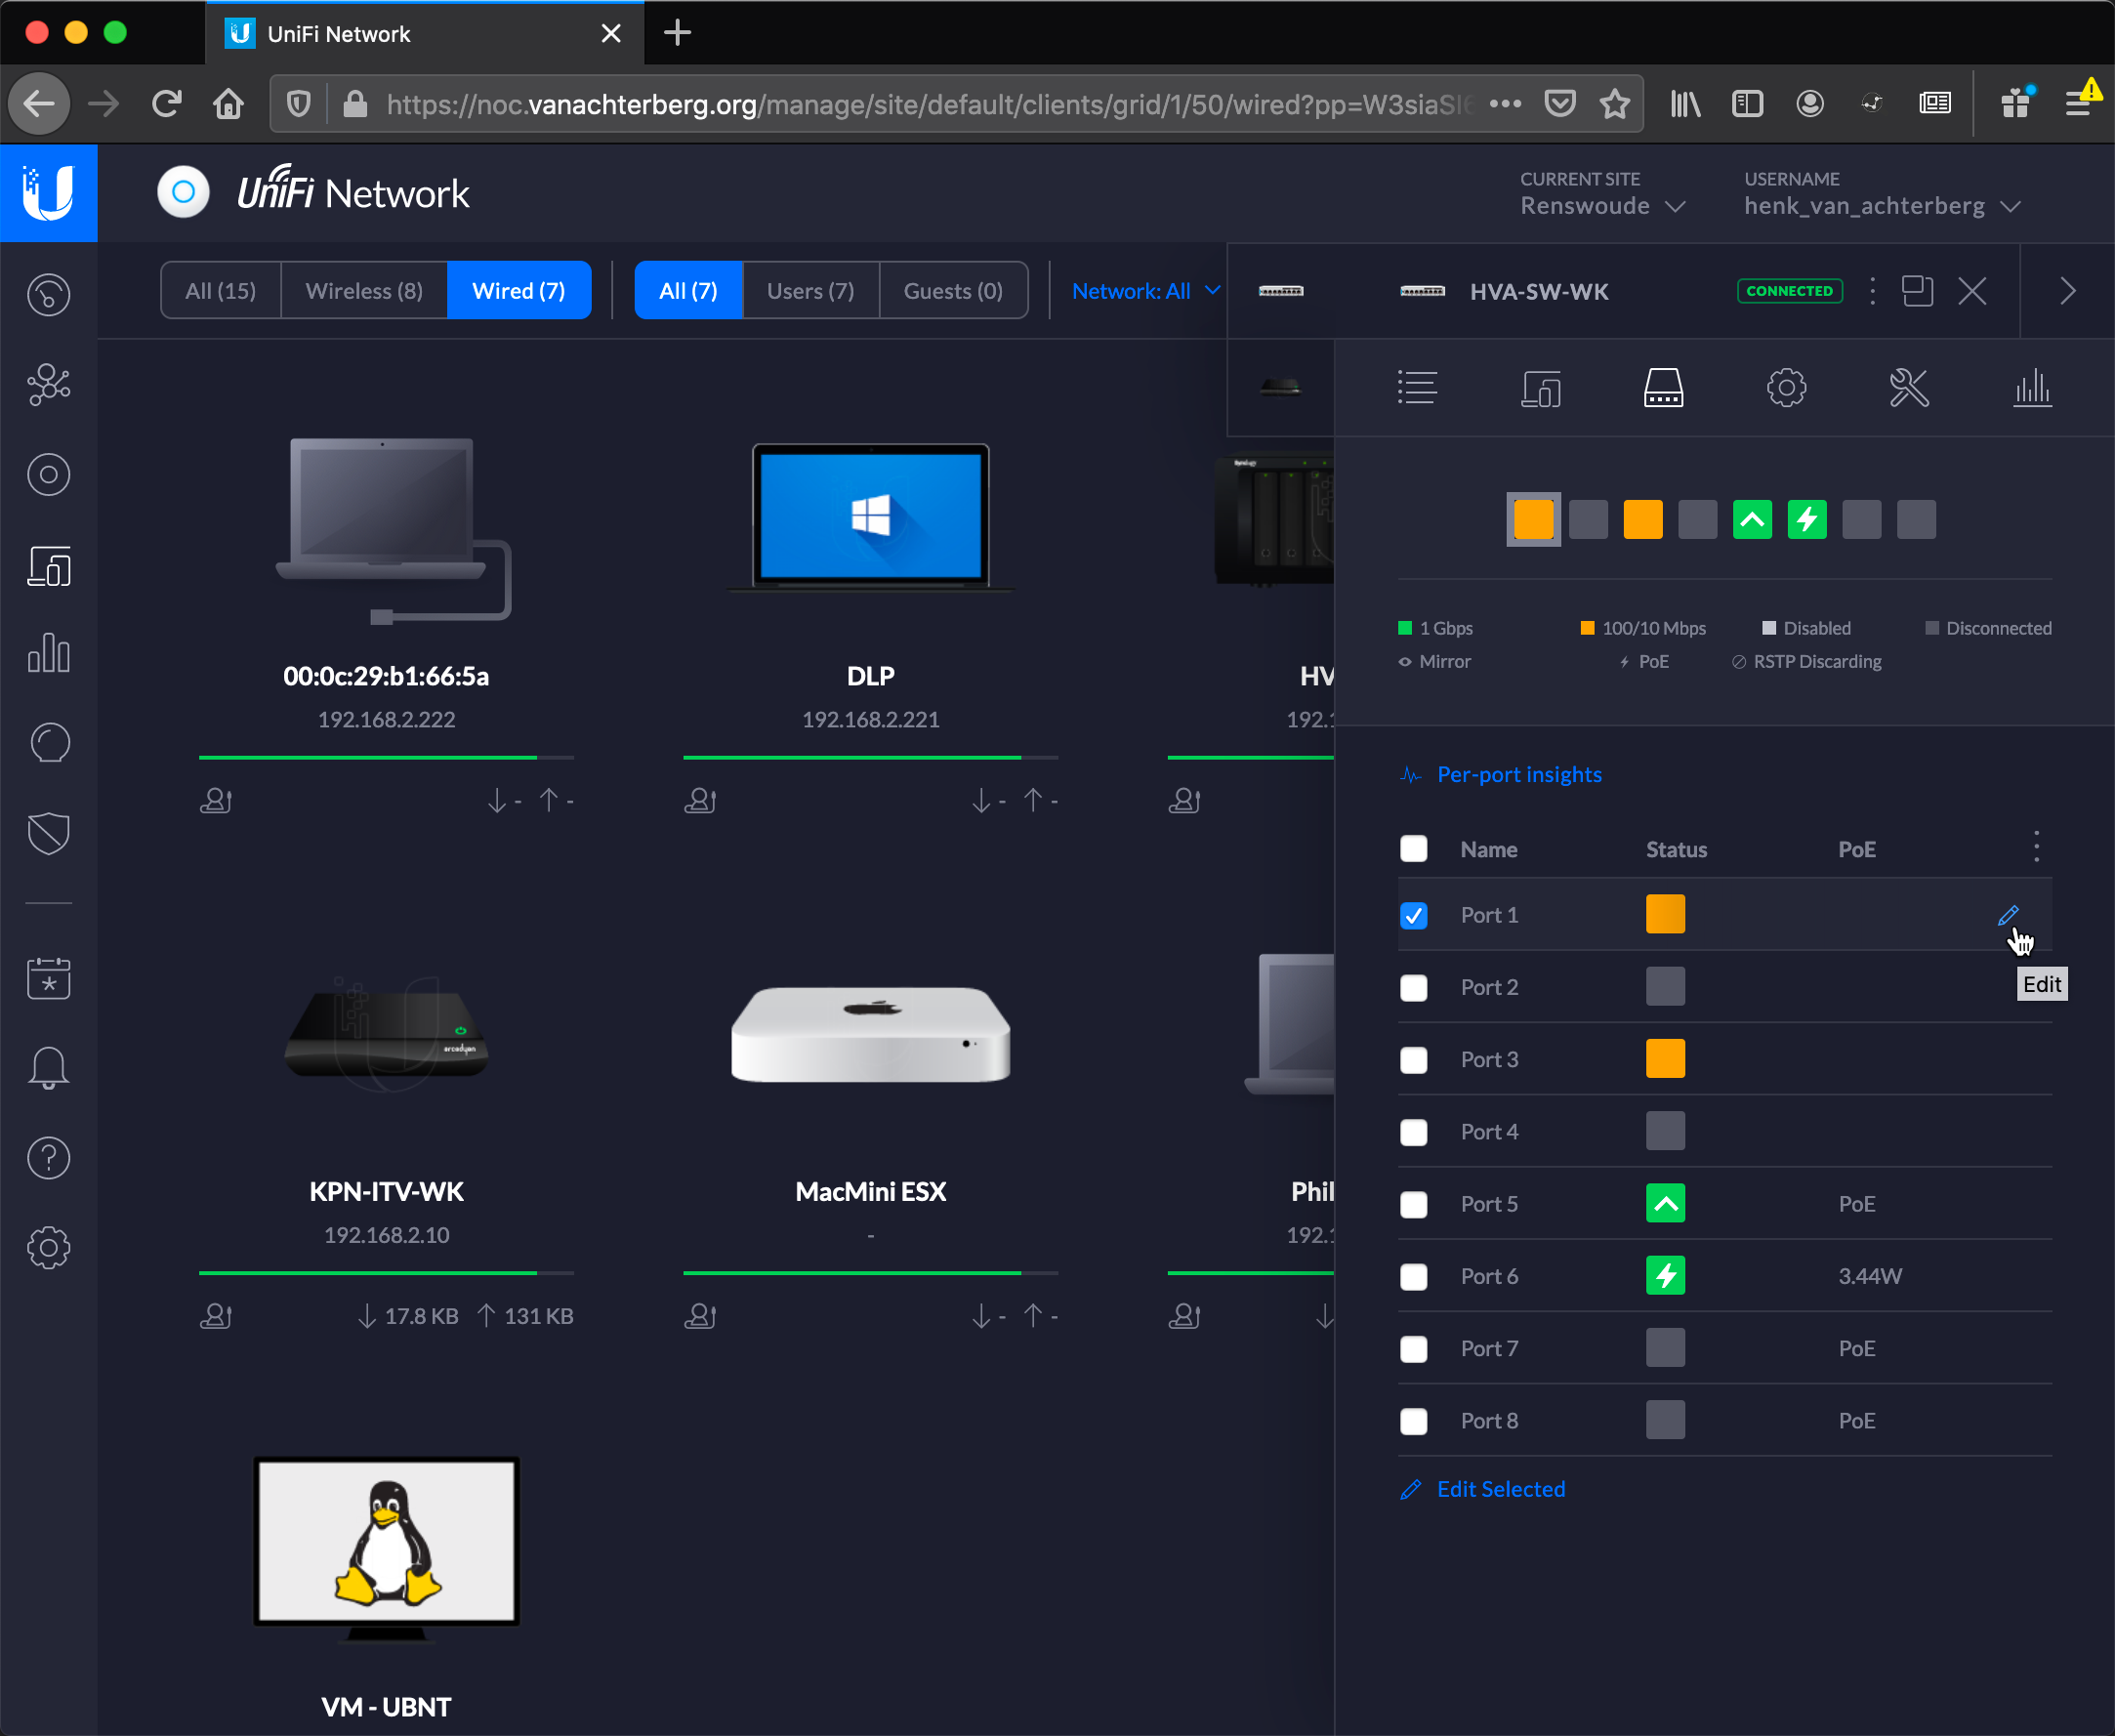 UniFi Network
https://noc.vanachterberg.org/manage/site/default/clients/grid/1/50/wired?pp=W3siaSI6
UniFi Network
CURRENT SITE
Renswoude
USERNAME
henk_van_achterberg
All (15)
Wireless (8)
Wired (7)
All (7)
Users (7)
Guests (0)
Network: All
HVA-SW-WK
CONNECTED
1 Gbps
100/10 Mbps
Disabled
Disconnected
Mirror
PoE
RSTP Discarding
Per-port insights
Name
Status
PoE
Port 1
Edit
Port 2
Port 3
Port 4
Port 5
PoE
Port 6
3.44W
Port 7
PoE
Port 8
PoE
Edit Selected
Synology
00:0c:29:b1:66:5a
192.168.2.222
- -
DLP
192.168.2.221
- -
HV
192.1
arcadyan
KPN-ITV-WK
192.168.2.10
17.8 KB 131 KB
MacMini ESX
-
- -
Phil
192.1
VM - UBNT